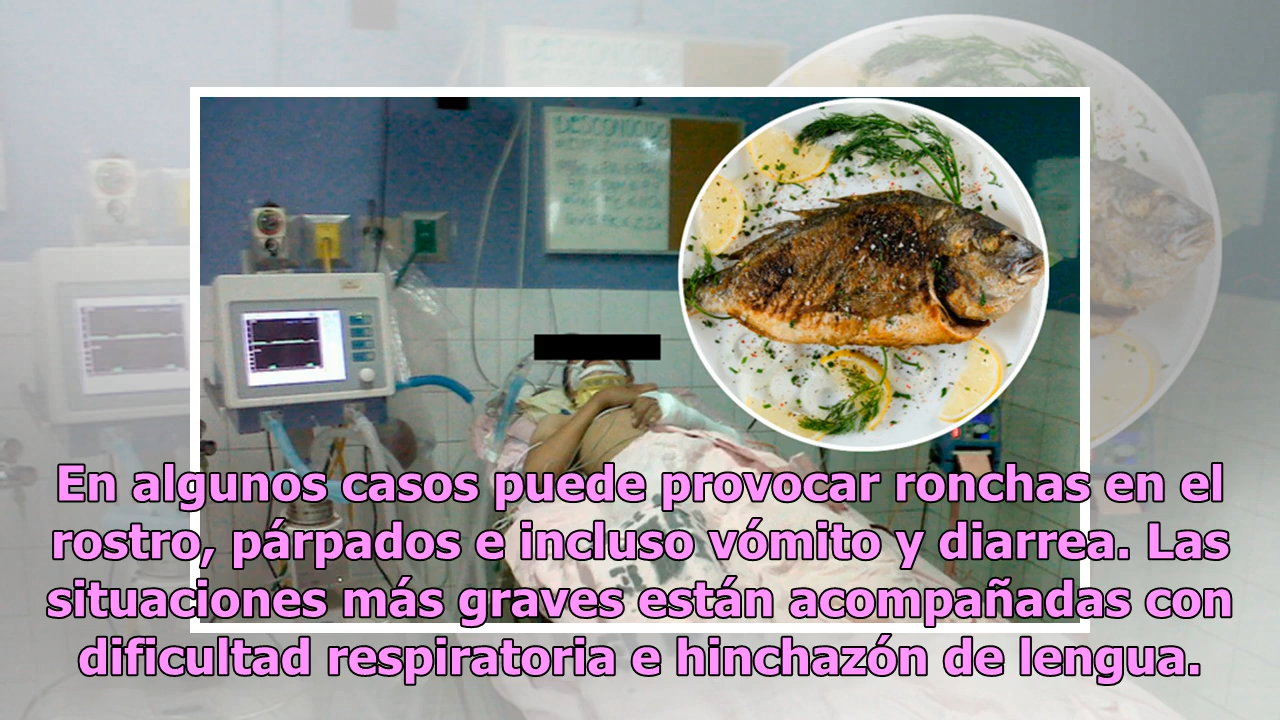 DESCONOCIDO
En algunos casos puede provocar ronchas en el
rostro, párpados e incluso vómito y diarrea. Las
situaciones más graves están acompañadas con
dificultad respiratoria e hinchazón de lengua.